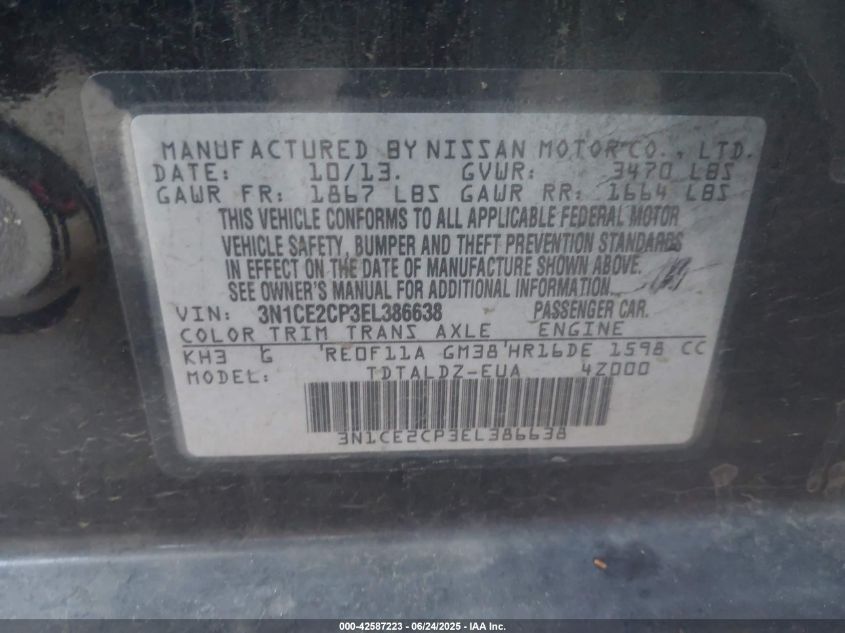 MANUFACTURED BY NISSAN MOTOR CO., LTD.
DATE: 10/13. GVWR: 3470 LBS
GAWR FR: 1867 LBS GAWR RR: 1664 LBS
THIS VEHICLE CONFORMS TO ALL APPLICABLE FEDERAL MOTOR
VEHICLE SAFETY, BUMPER AND THEFT PREVENTION STANDARDS
IN EFFECT ON THE DATE OF MANUFACTURE SHOWN ABOVE.
SEE OWNER'S MANUAL FOR ADDITIONAL INFORMATION.
VIN: 3N1CE2CP3EL386638 PASSENGER CAR.
COLOR TRIM TRANS AXLE ENGINE
KH3 G 'RE0F11A GM38'HR16DE 1598 CC
MODEL: TDTALDZ-EUA 4Z000
3N1CE2CP3EL386638
000-42587223 - 06/24/2025 - IAA Inc.